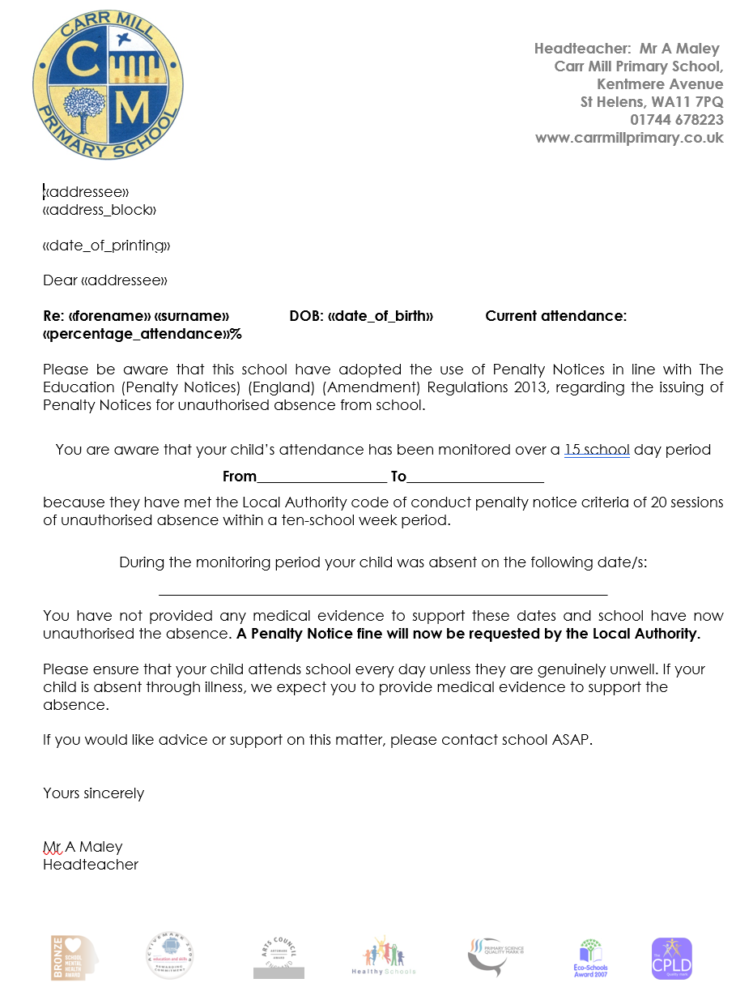 CARR MILL
C
M
PRIMARY SCHOOL
Headteacher: Mr A Maley
Carr Mill Primary School,
Kentmere Avenue
St Helens, WA11 7PQ
01744 678223
www.carrmillprimary.co.uk
«addressee»
«address_block»
«date_of_printing»
Dear «addressee»
Re: «forename» «surname» DOB: «date_of_birth» Current attendance:
«percentage_attendance»%
Please be aware that this school have adopted the use of Penalty Notices in line with The
Education (Penalty Notices) (England) (Amendment) Regulations 2013, regarding the issuing of
Penalty Notices for unauthorised absence from school.
You are aware that your child’s attendance has been monitored over a 15 school day period
From__________________ To___________________
because they have met the Local Authority code of conduct penalty notice criteria of 20 sessions
of unauthorised absence within a ten-school week period.
During the monitoring period your child was absent on the following date/s:
You have not provided any medical evidence to support these dates and school have now
unauthorised the absence. A Penalty Notice fine will now be requested by the Local Authority.
Please ensure that your child attends school every day unless they are genuinely unwell. If your
child is absent through illness, we expect you to provide medical evidence to support the
absence.
If you would like advice or support on this matter, please contact school ASAP.
Yours sincerely
Mr A Maley
Headteacher
BRONZE
SCHOOL
MENTAL
HEALTH
AWARD
ACTIVEMARK
education and skills
REWARDING
COMMITMENT
ARTS COUNCIL
ARTSMARK
AWARD
ENGLAND
Healthy Schools
PRIMARY SCIENCE
QUALITY MARK
Eco-Schools
Award 2007
The
CPLD
Quality mark